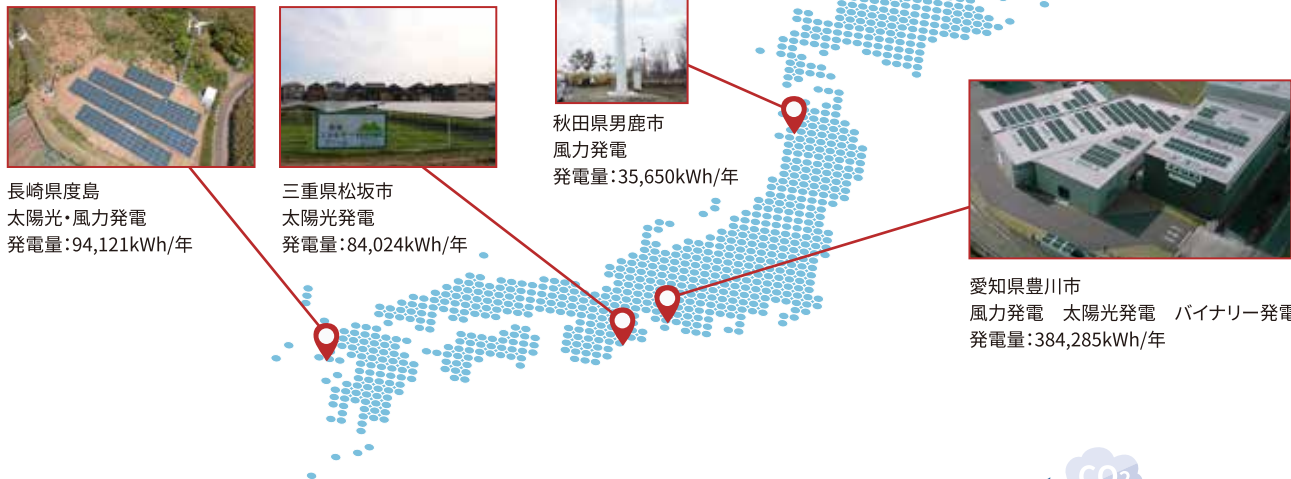 秋田県男鹿市
風力発電
発電量:35,650kWh/年
長崎県度島
太陽光・風力発電
発電量:94,121kWh/年
三重県松坂市
太陽光発電
発電量:84,024kWh/年
愛知県豊川市
風力発電　太陽光発電　バイナリー発電
発電量:384,285kWh/年
CO2